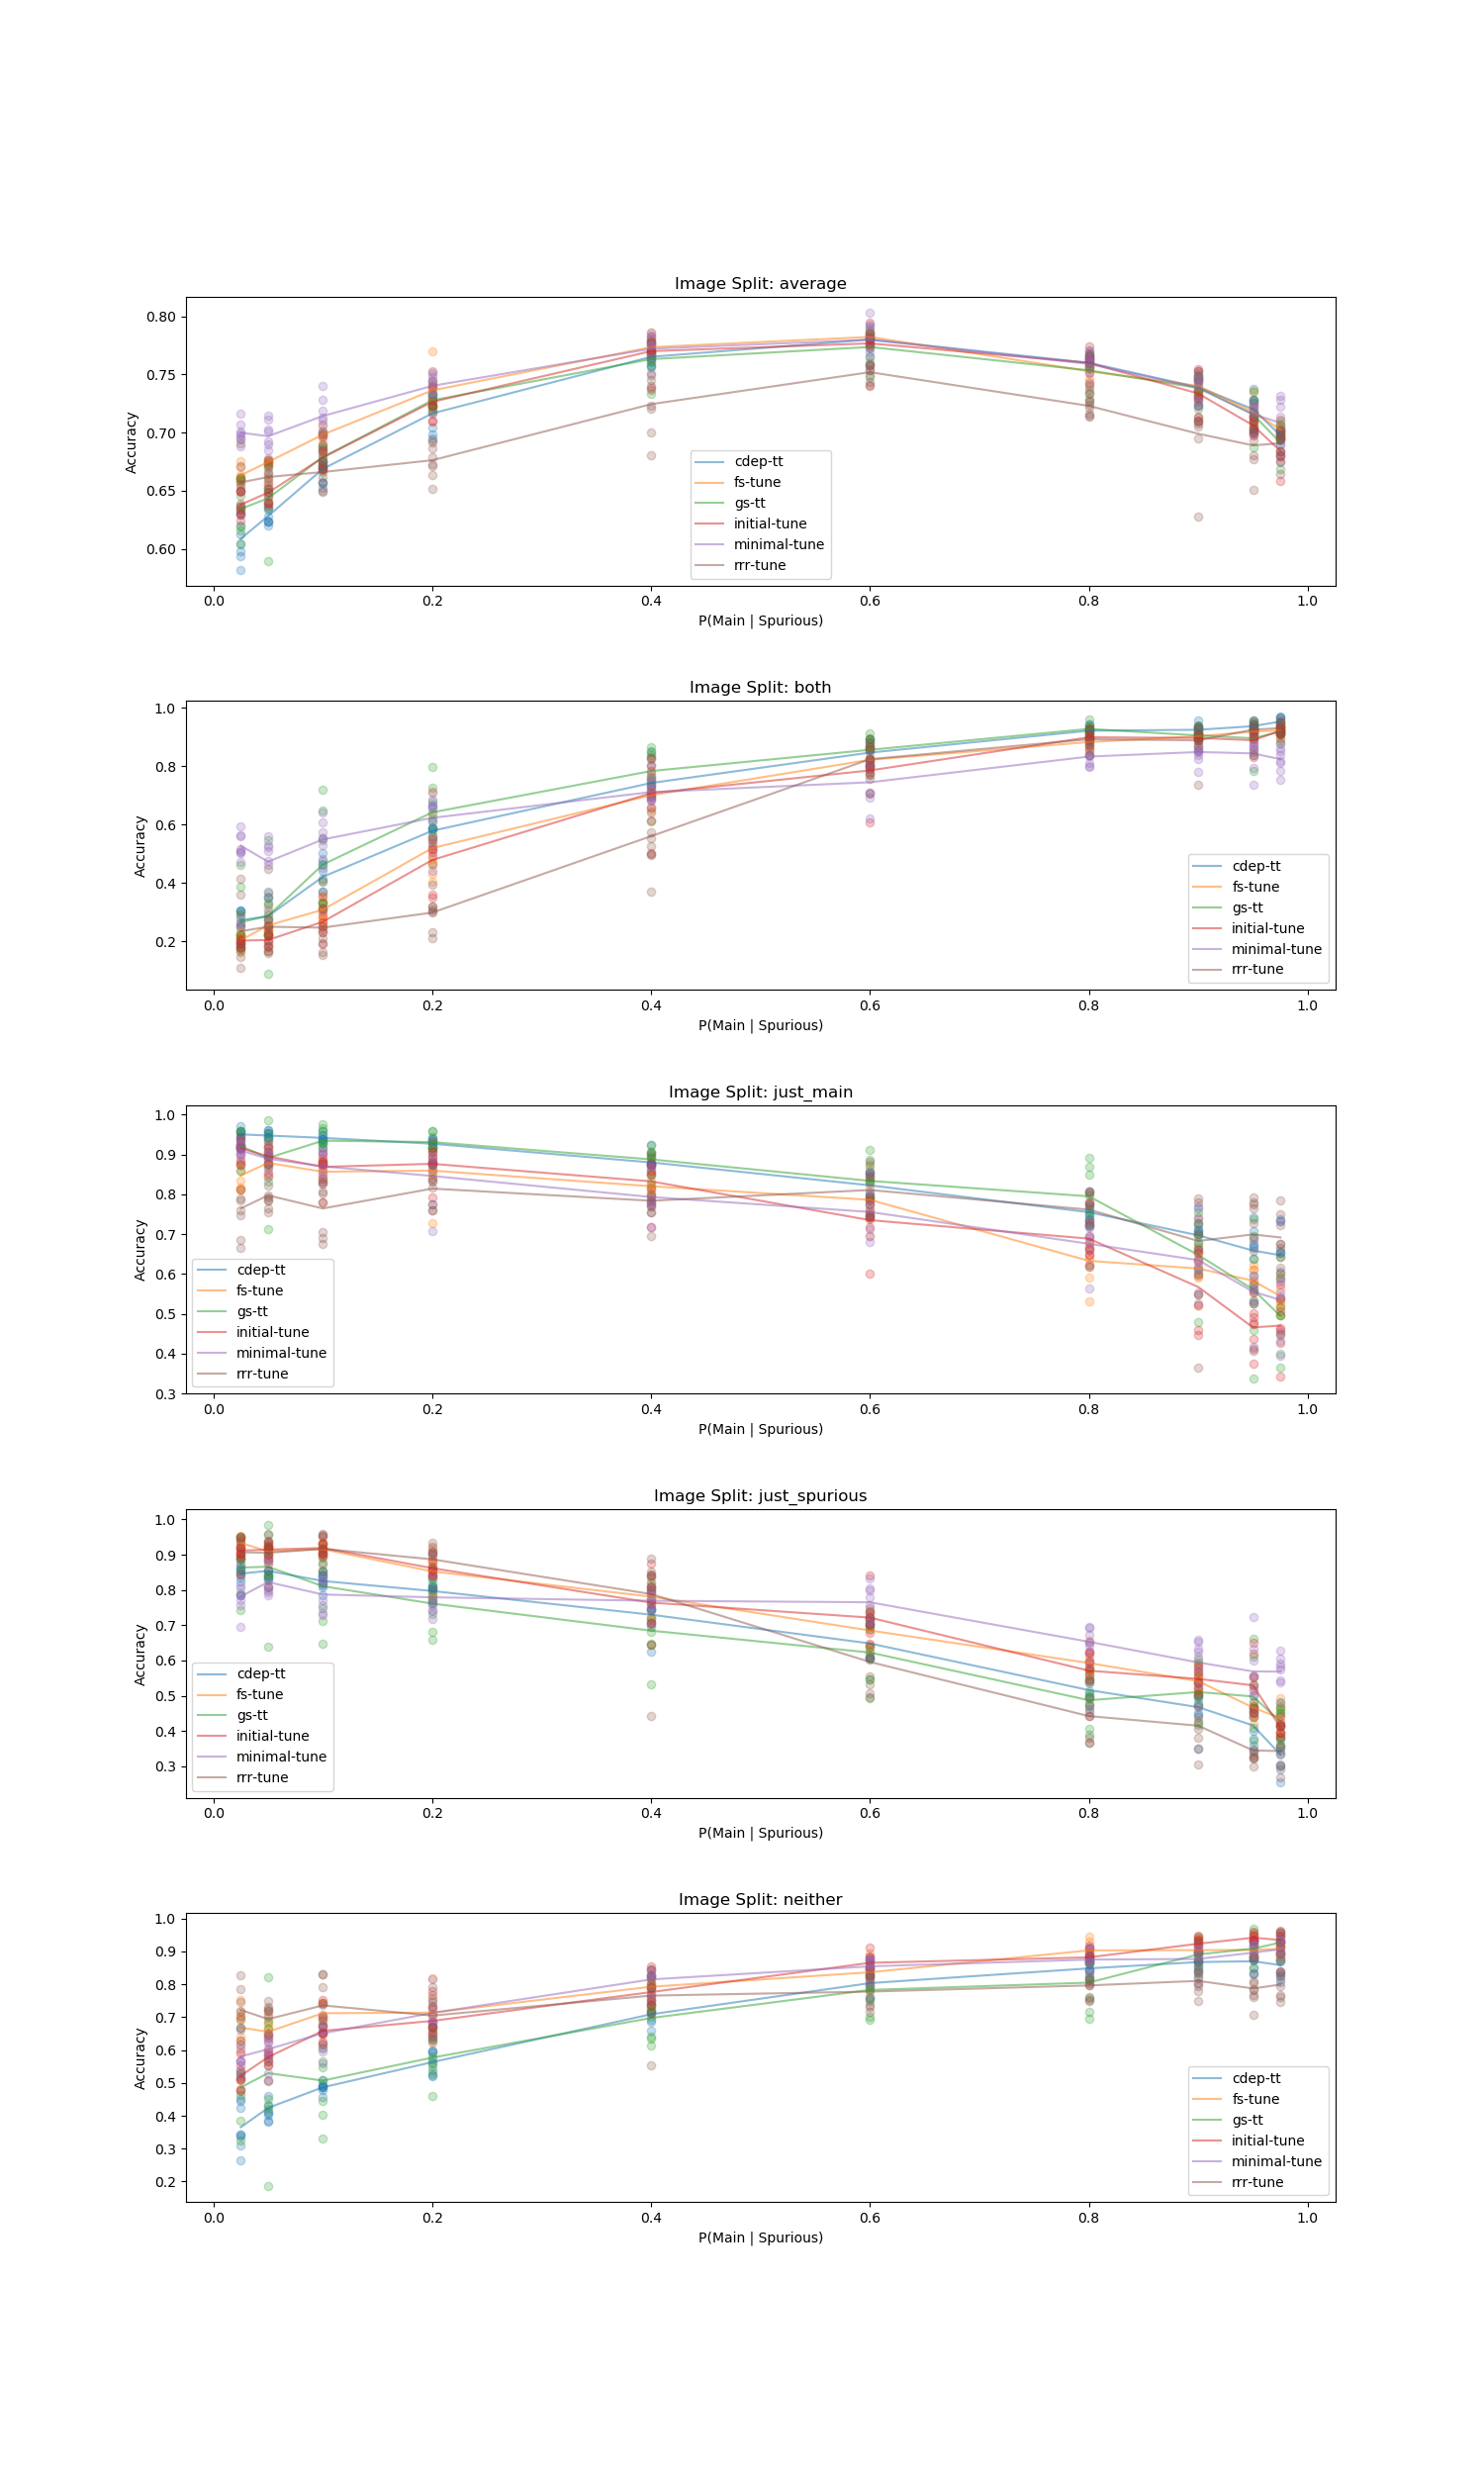 Image Split: average
0.80
0.75
0.70
0.65
0.60
Accuracy
cdep-tt
fs-tune
gs-tt
initial-tune
minimal-tune
rrr-tune
0.0 0.2 0.4 0.6 0.8 1.0
P(Main | Spurious)
Image Split: both
1.0
0.8
0.6
0.4
0.2
Accuracy
cdep-tt
fs-tune
gs-tt
initial-tune
minimal-tune
rrr-tune
0.0 0.2 0.4 0.6 0.8 1.0
P(Main | Spurious)
Image Split: just_main
1.0
0.9
0.8
0.7
0.6
0.5
0.4
0.3
Accuracy
cdep-tt
fs-tune
gs-tt
initial-tune
minimal-tune
rrr-tune
0.0 0.2 0.4 0.6 0.8 1.0
P(Main | Spurious)
Image Split: just_spurious
1.0
0.9
0.8
0.7
0.6
0.5
0.4
0.3
Accuracy
cdep-tt
fs-tune
gs-tt
initial-tune
minimal-tune
rrr-tune
0.0 0.2 0.4 0.6 0.8 1.0
P(Main | Spurious)
Image Split: neither
1.0
0.9
0.8
0.7
0.6
0.5
0.4
0.3
0.2
Accuracy
cdep-tt
fs-tune
gs-tt
initial-tune
minimal-tune
rrr-tune
0.0 0.2 0.4 0.6 0.8 1.0
P(Main | Spurious)